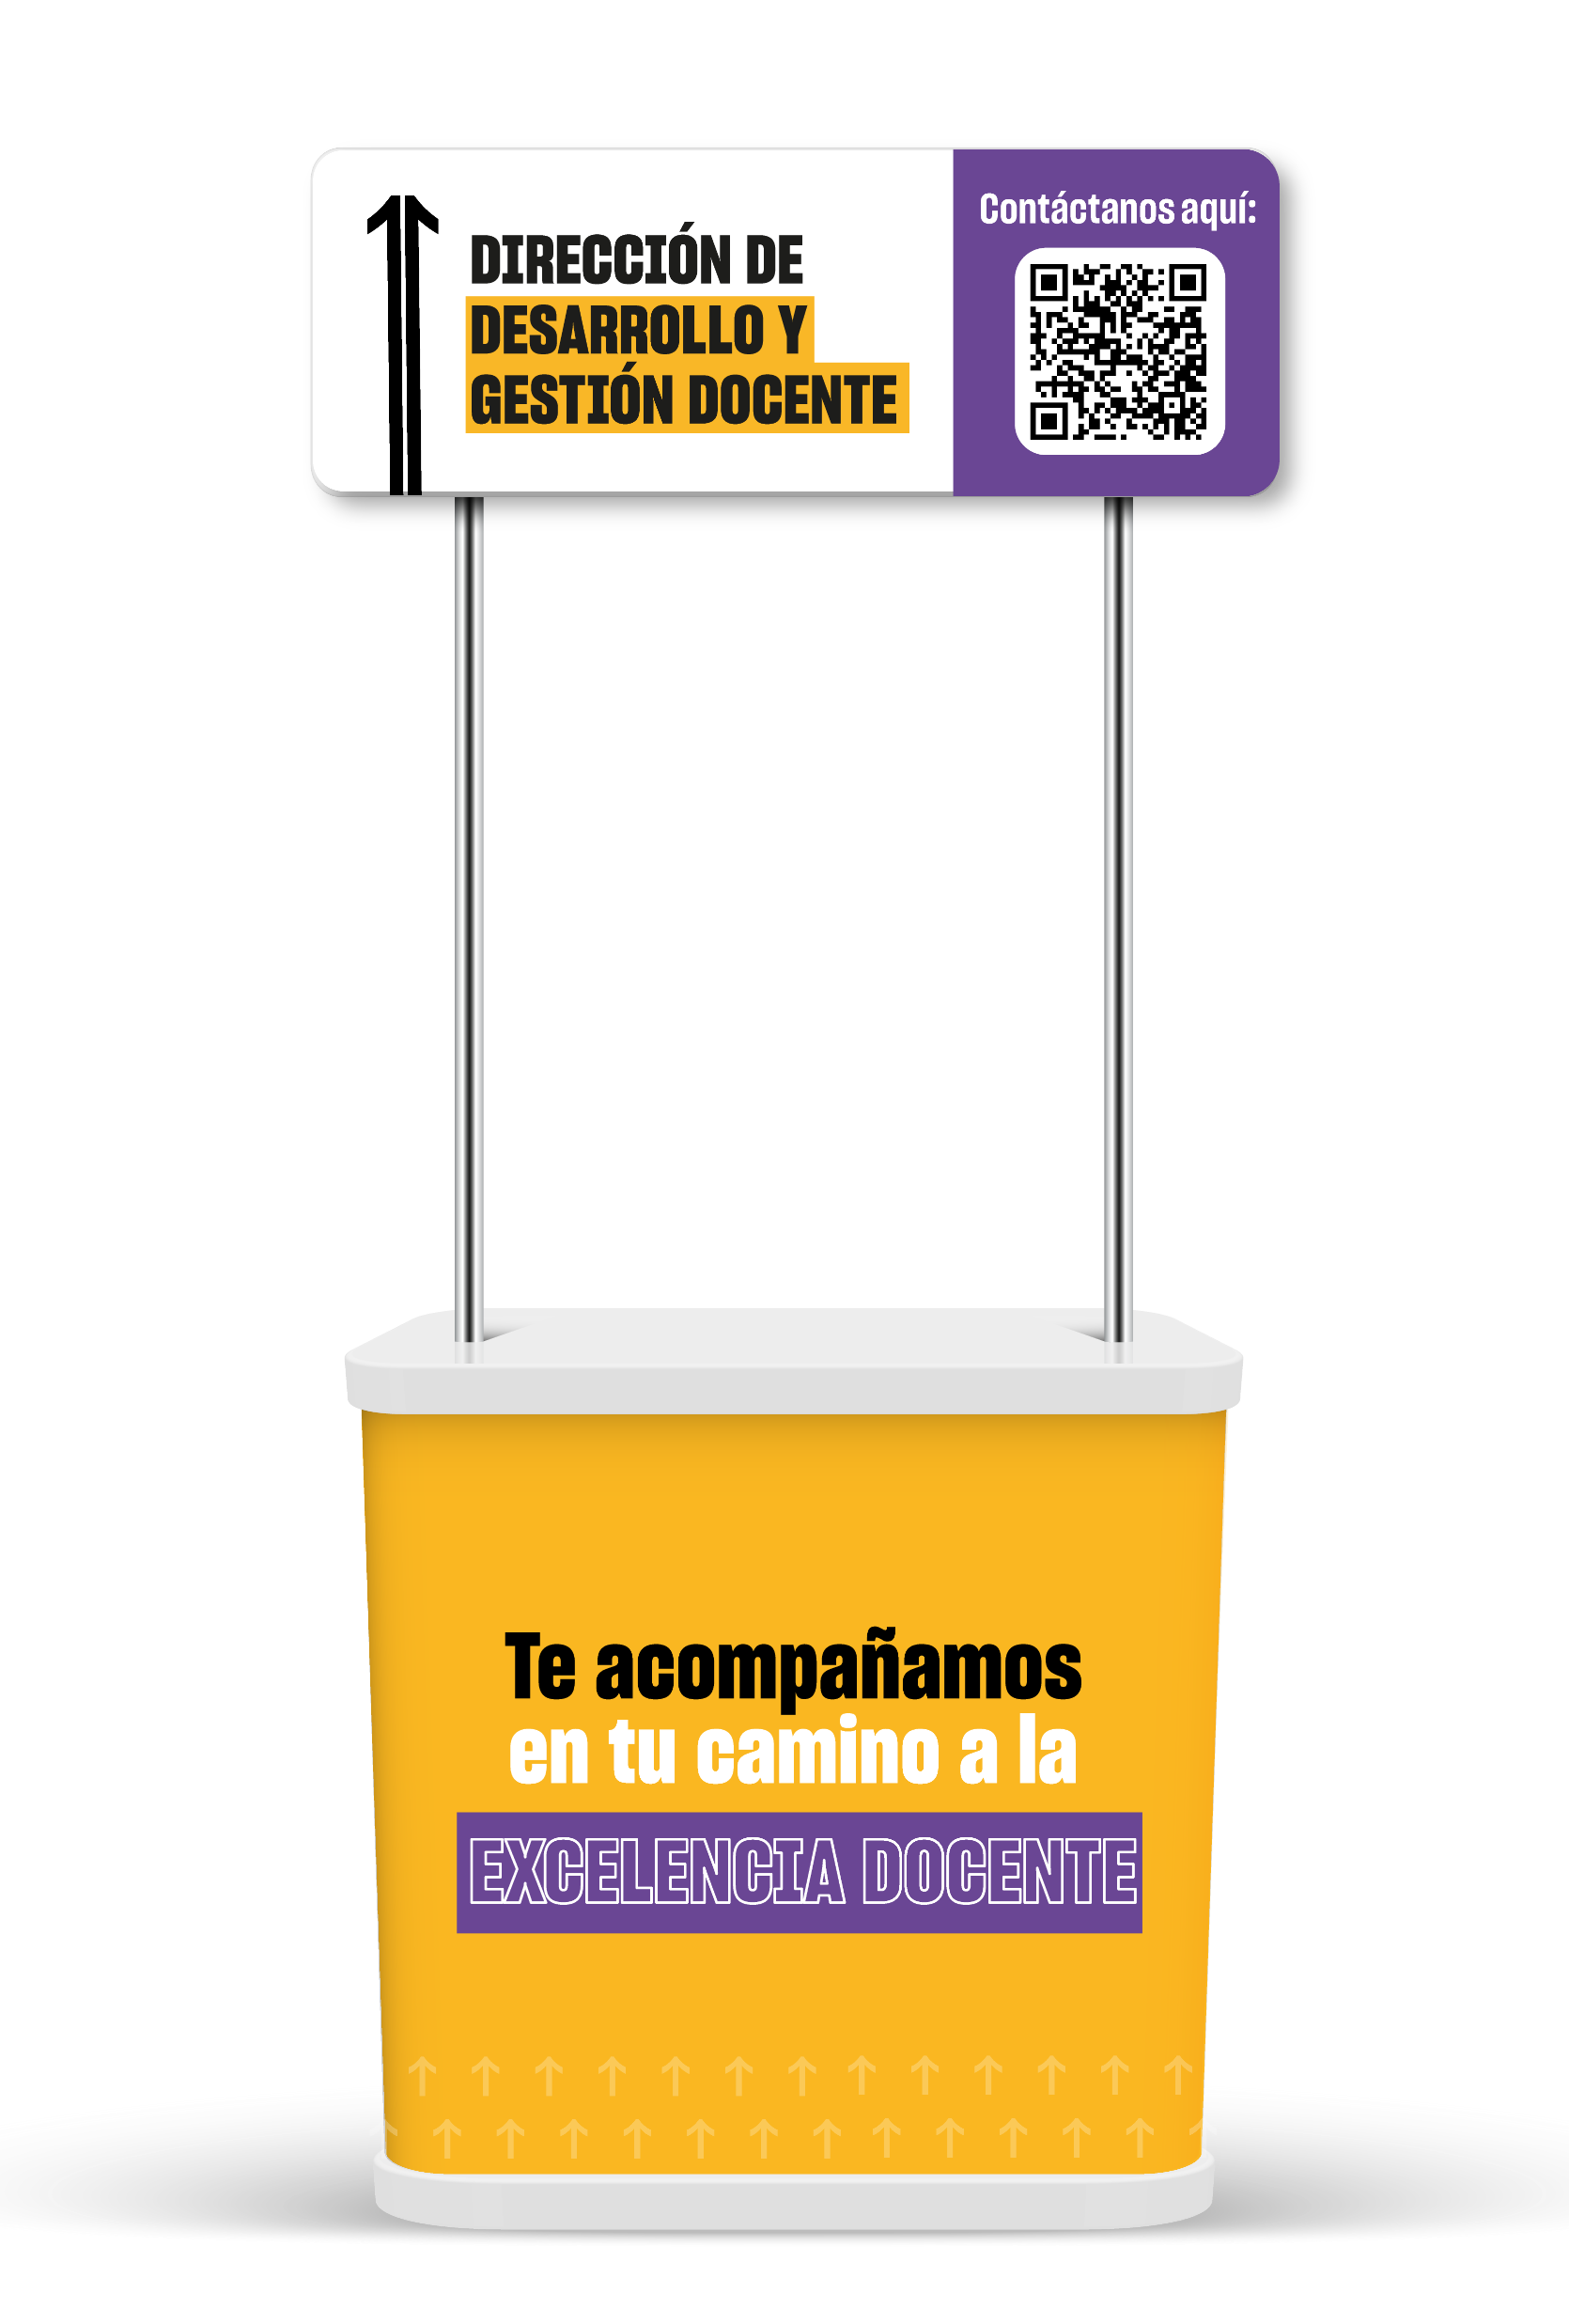 DIRECCIÓN DE
DESARROLLO Y
GESTIÓN DOCENTE
Contáctanos aquí:
Te acompañamos
en tu camino a la
EXCELENCIA DOCENTE